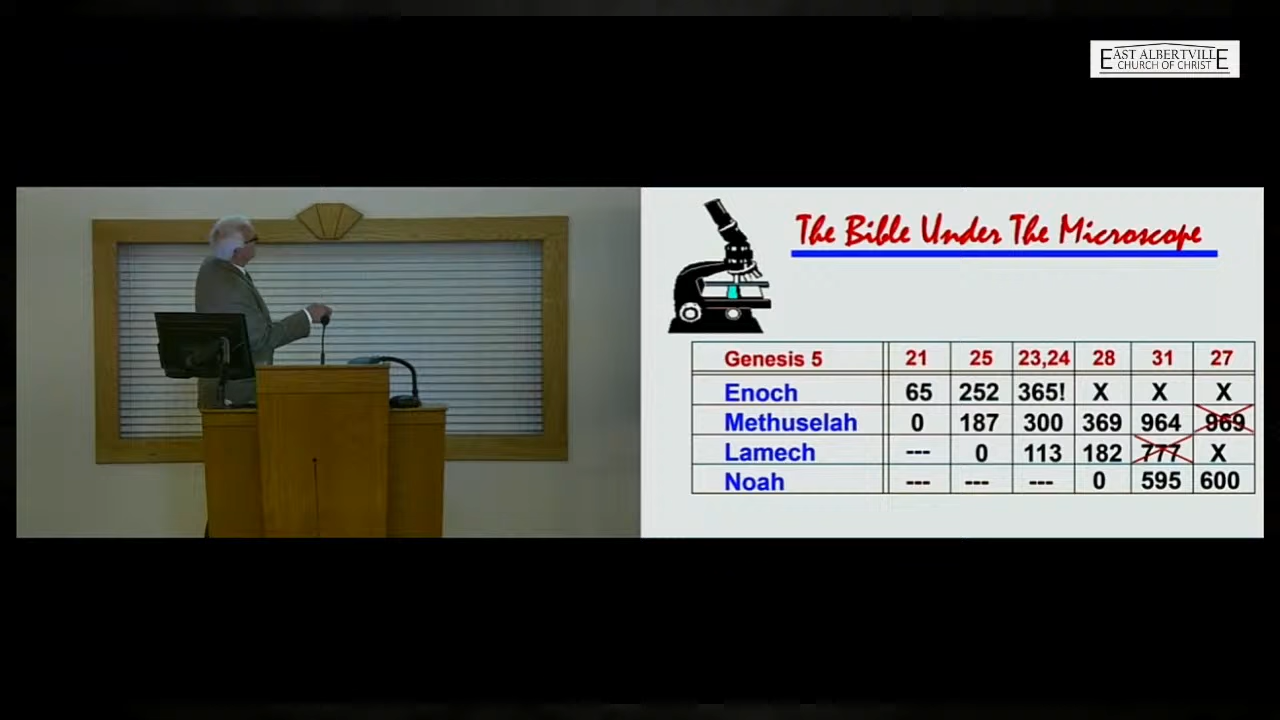 EAST ALBERTVILLE
CHURCH OF CHRIST
The Bible Under The Microscope
Genesis 5 21 25 23,24 28 31 27
Enoch 65 252 365! X X X
Methuselah 0 187 300 369 964 969
Lamech --- 0 113 182 777 X
Noah --- --- --- 0 595 600